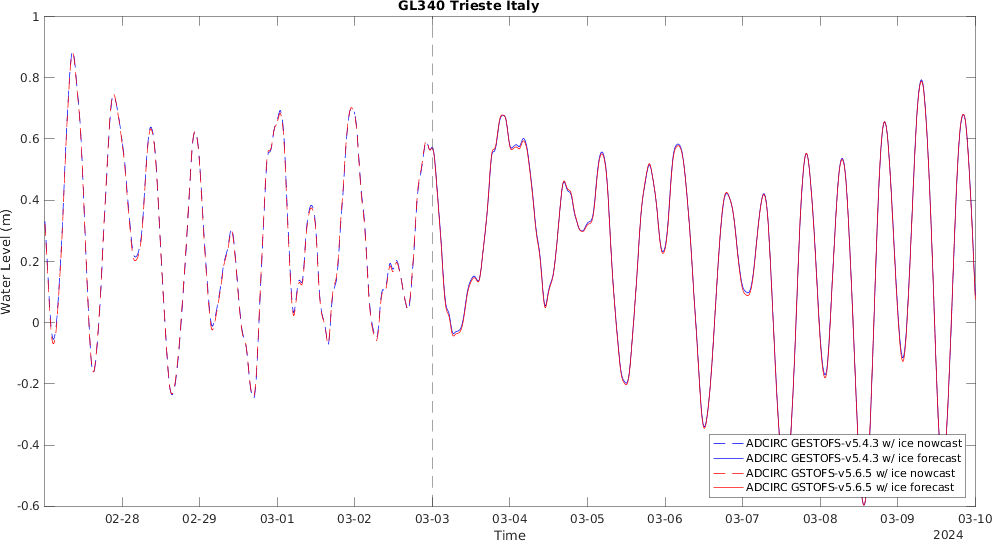 GL340 Trieste Italy
1
0.8
0.6
0.4
0.2
0
-0.2
-0.4
-0.6
Water Level (m)
ADCIRC GESTOFS-v5.4.3 w/ ice nowcast
ADCIRC GESTOFS-v5.4.3 w/ ice forecast
ADCIRC GSTOFS-v5.6.5 w/ ice nowcast
ADCIRC GSTOFS-v5.6.5 w/ ice forecast
02-28 02-29 03-01 03-02 03-03 03-04 03-05 03-06 03-07 03-08 03-09 03-10
Time
2024